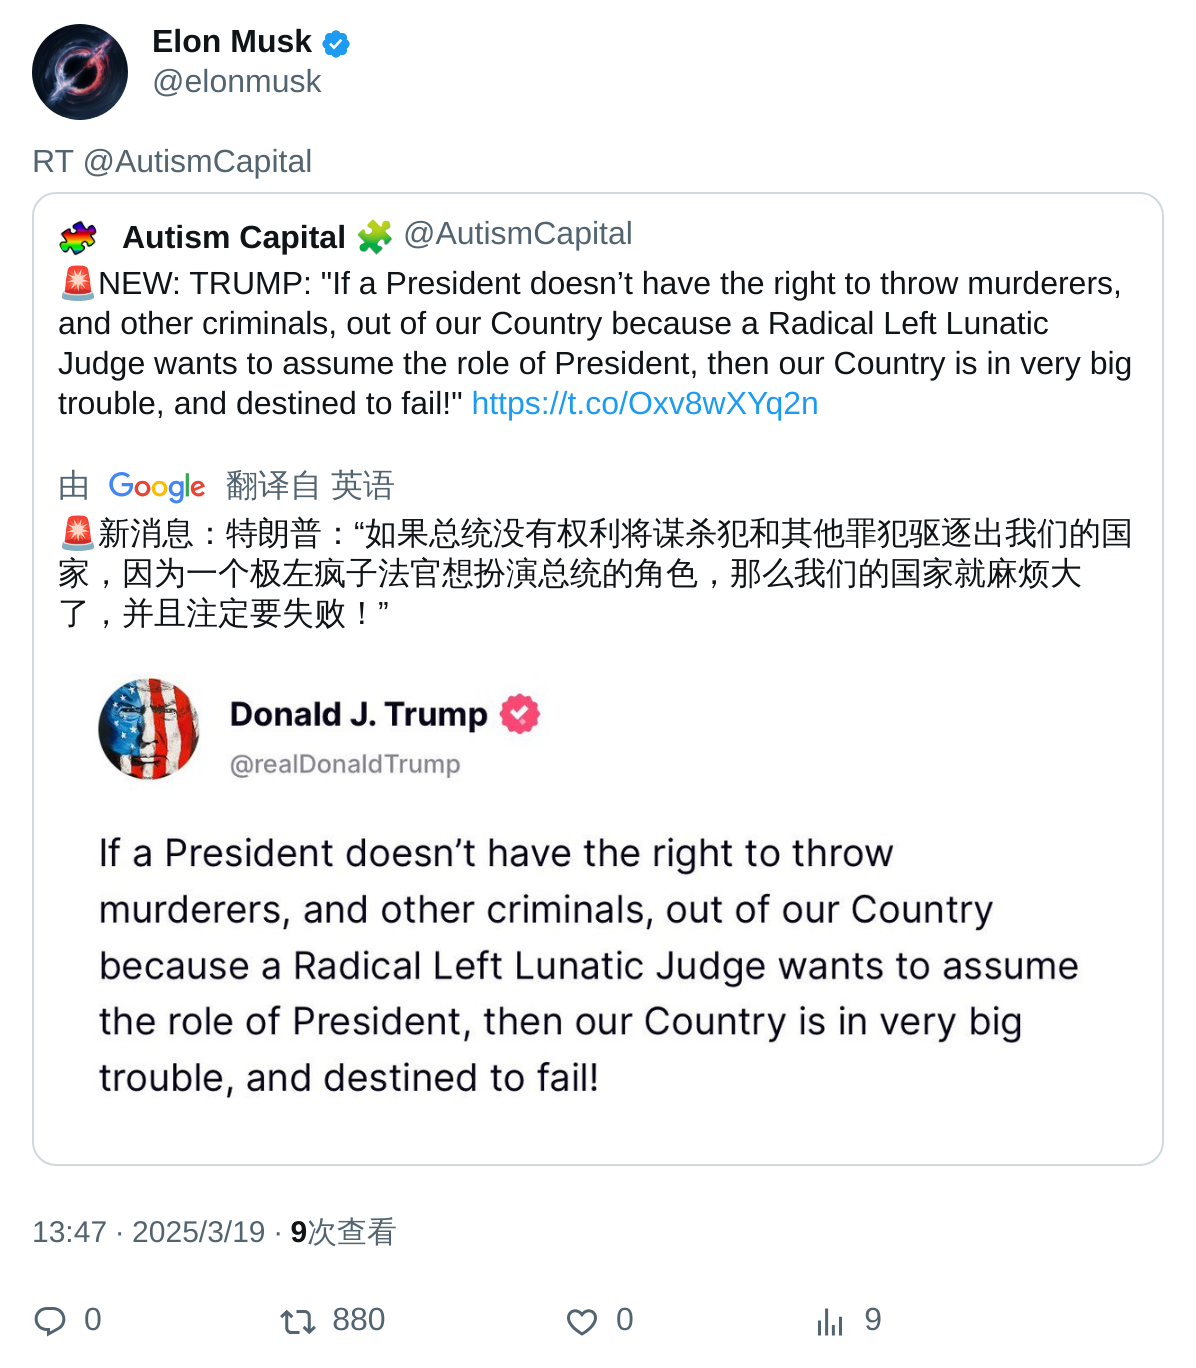 Elon Musk
@elonmusk
RT @AutismCapital
Autism Capital 🧩 @AutismCapital
🚨NEW: TRUMP: "If a President doesn’t have the right to throw murderers,
and other criminals, out of our Country because a Radical Left Lunatic
Judge wants to assume the role of President, then our Country is in very big
trouble, and destined to fail!" https://t.co/Oxv8wXYq2n
由 Google 翻译自 英语
🚨新消息：特朗普：“如果总统没有权利将谋杀犯和其他罪犯驱逐出我们的国
家，因为一个极左疯子法官想扮演总统的角色，那么我们的国家就麻烦大
了，并且注定要失败！”
Donald J. Trump
@realDonaldTrump
If a President doesn’t have the right to throw
murderers, and other criminals, out of our Country
because a Radical Left Lunatic Judge wants to assume
the role of President, then our Country is in very big
trouble, and destined to fail!
13:47 · 2025/3/19 · 9次查看
0 880 0 9